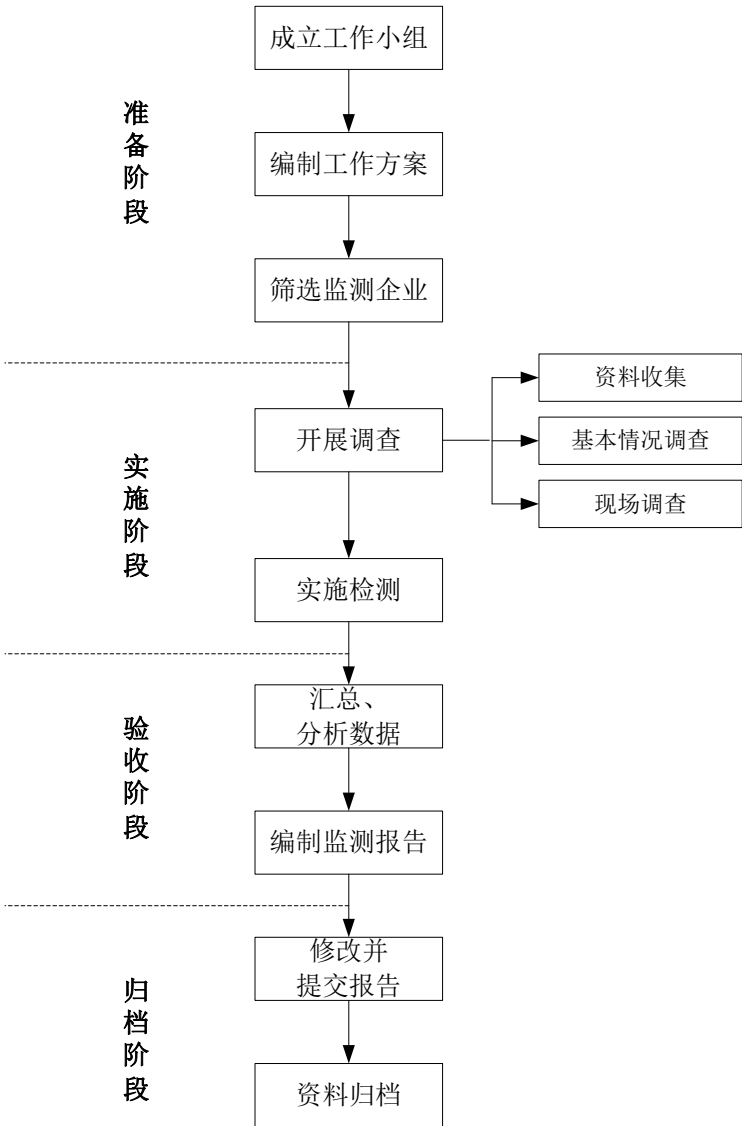 成立工作小组
准备阶段
编制工作方案
筛选监测企业
资料收集
开展调查
基本情况调查
现场调查
实施阶段
实施检测
汇总、
分析数据
验收阶段
编制监测报告
修改并
提交报告
归档阶段
资料归档